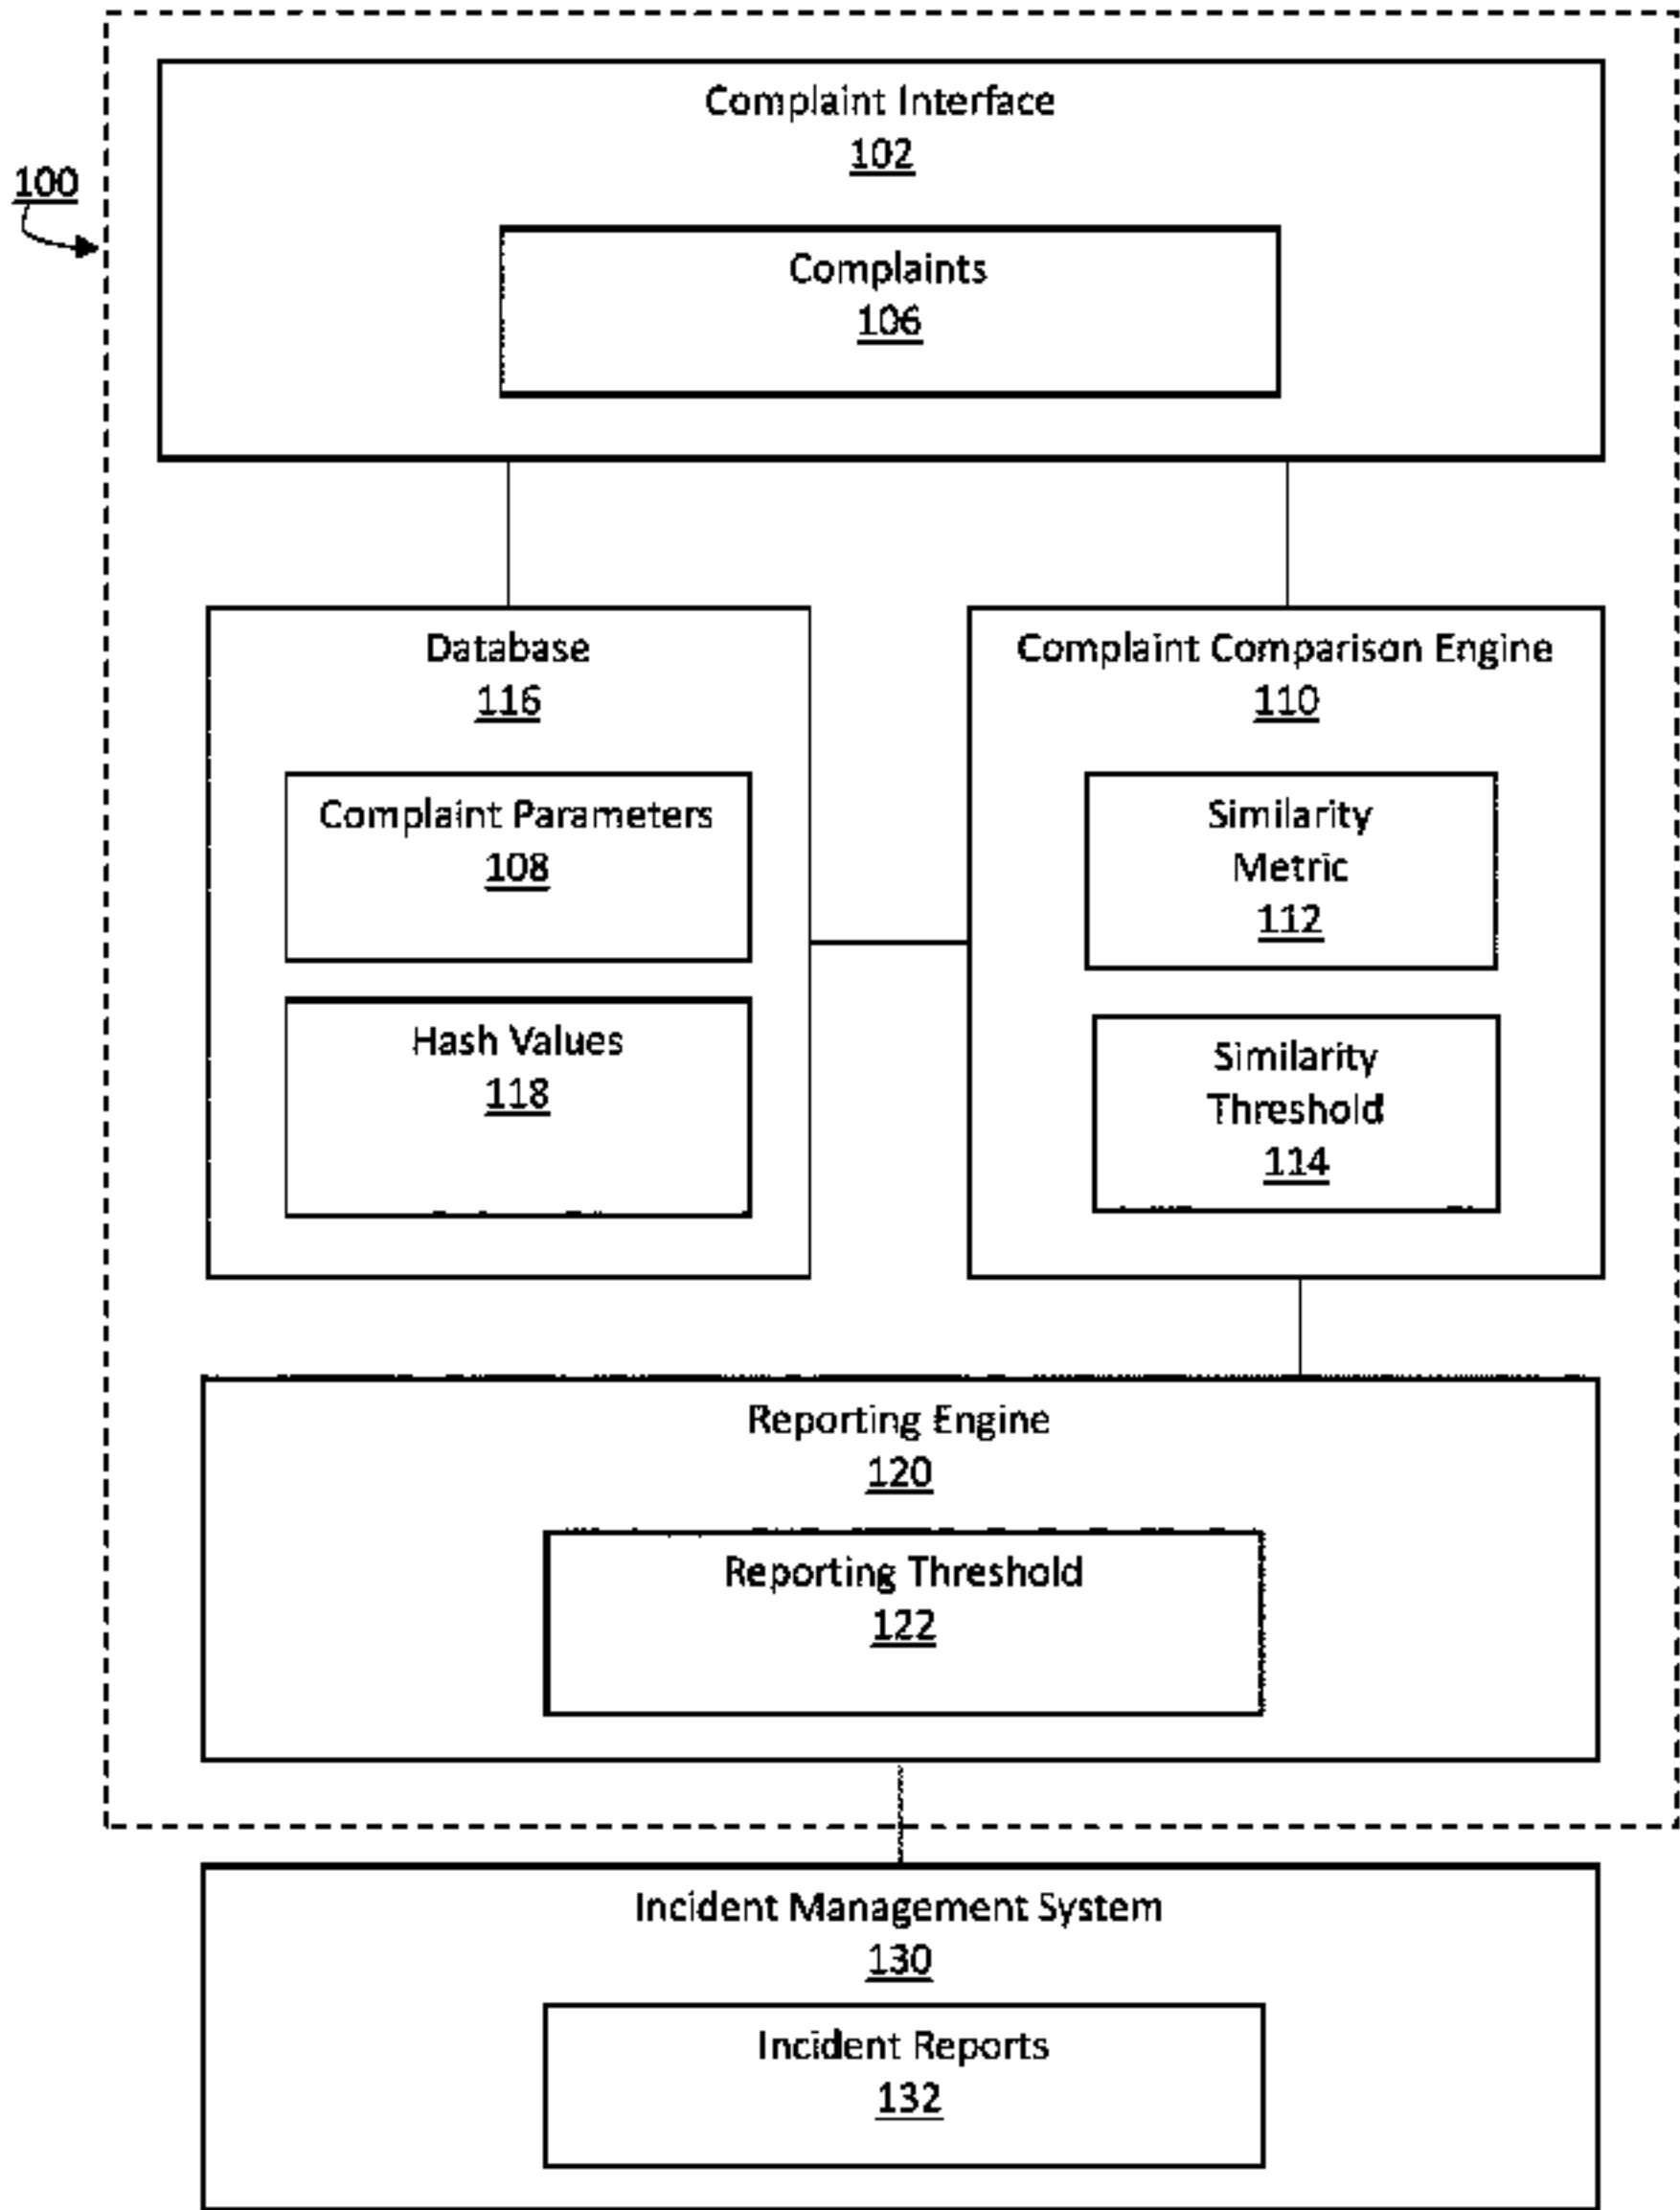 100
Complaint Interface
102
Complaints
106
Database
116
Complaint Parameters
108
Hash Values
118
Complaint Comparison Engine
110
Similarity
Metric
112
Similarity
Threshold
114
Reporting Engine
120
Reporting Threshold
122
Incident Management System
130
Incident Reports
132